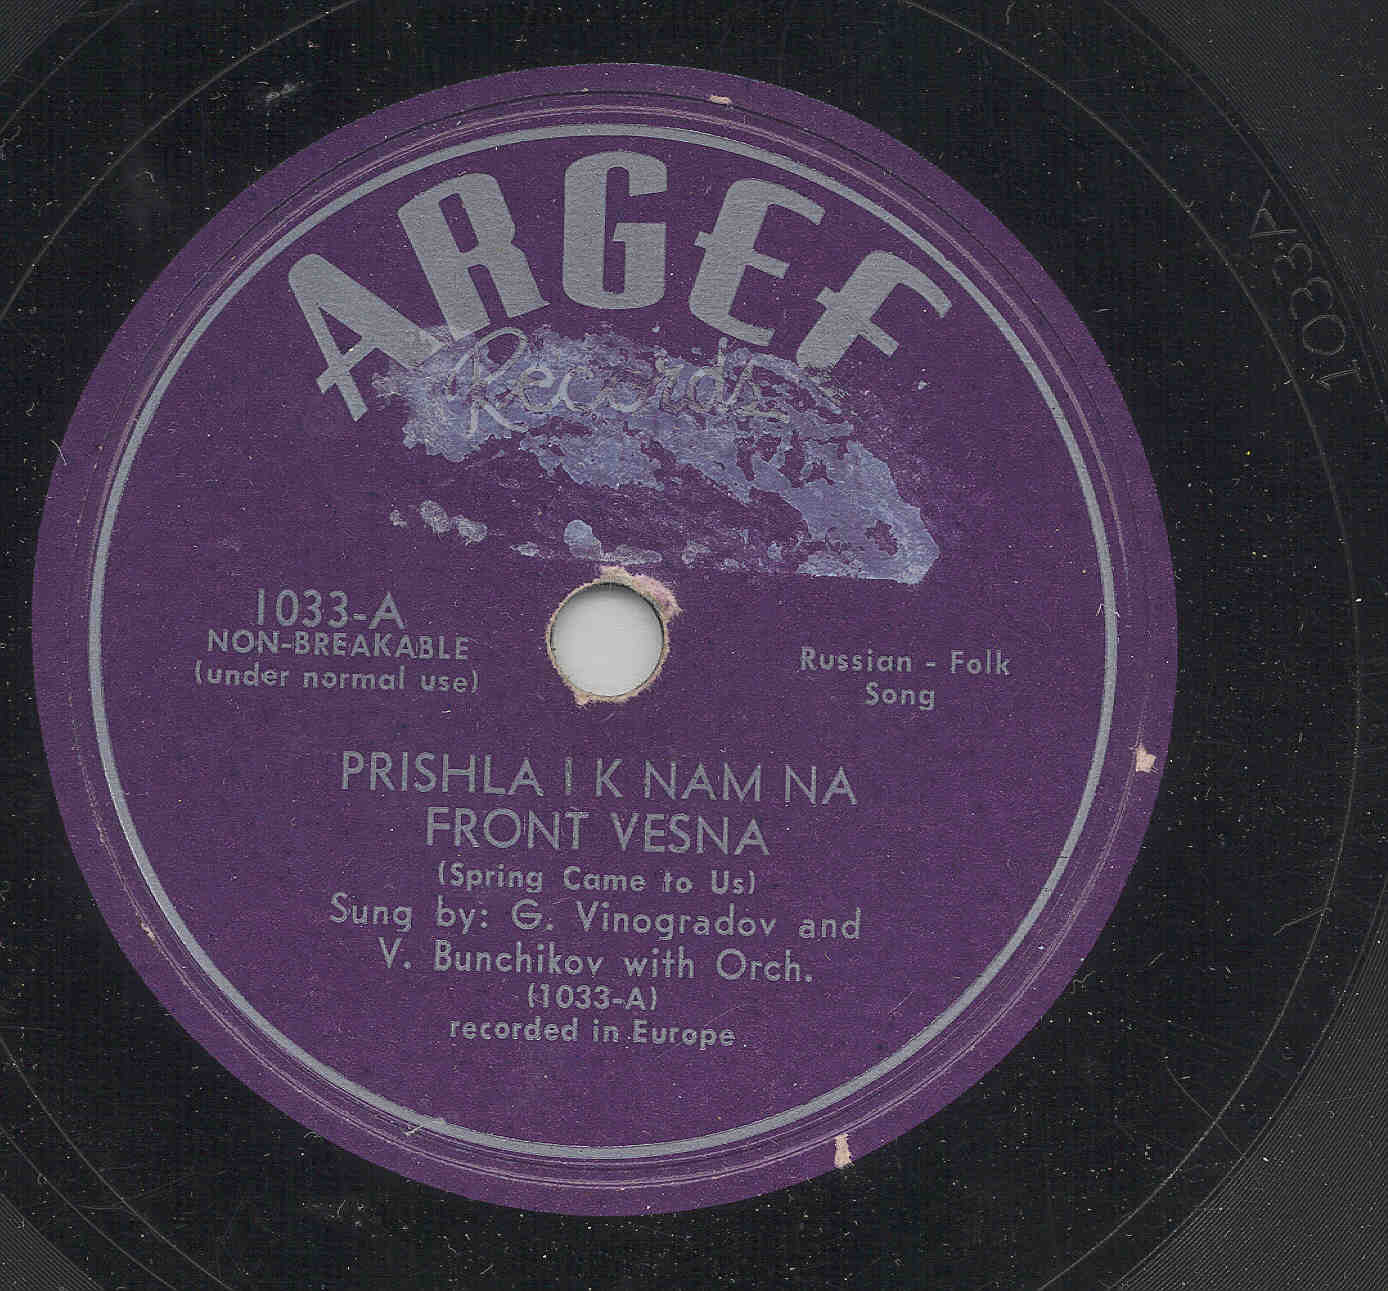 ARGEE
Records
1033-A
NON-BREAKABLE
(under normal use)
Russian - Folk
Song
PRISHLA I K NAM NA
FRONT VESNA
(Spring Came to Us)
Sung by: G. Vinogradov and
V. Bunchikov with Orch.
(1033-A)
recorded in Europe
1033A